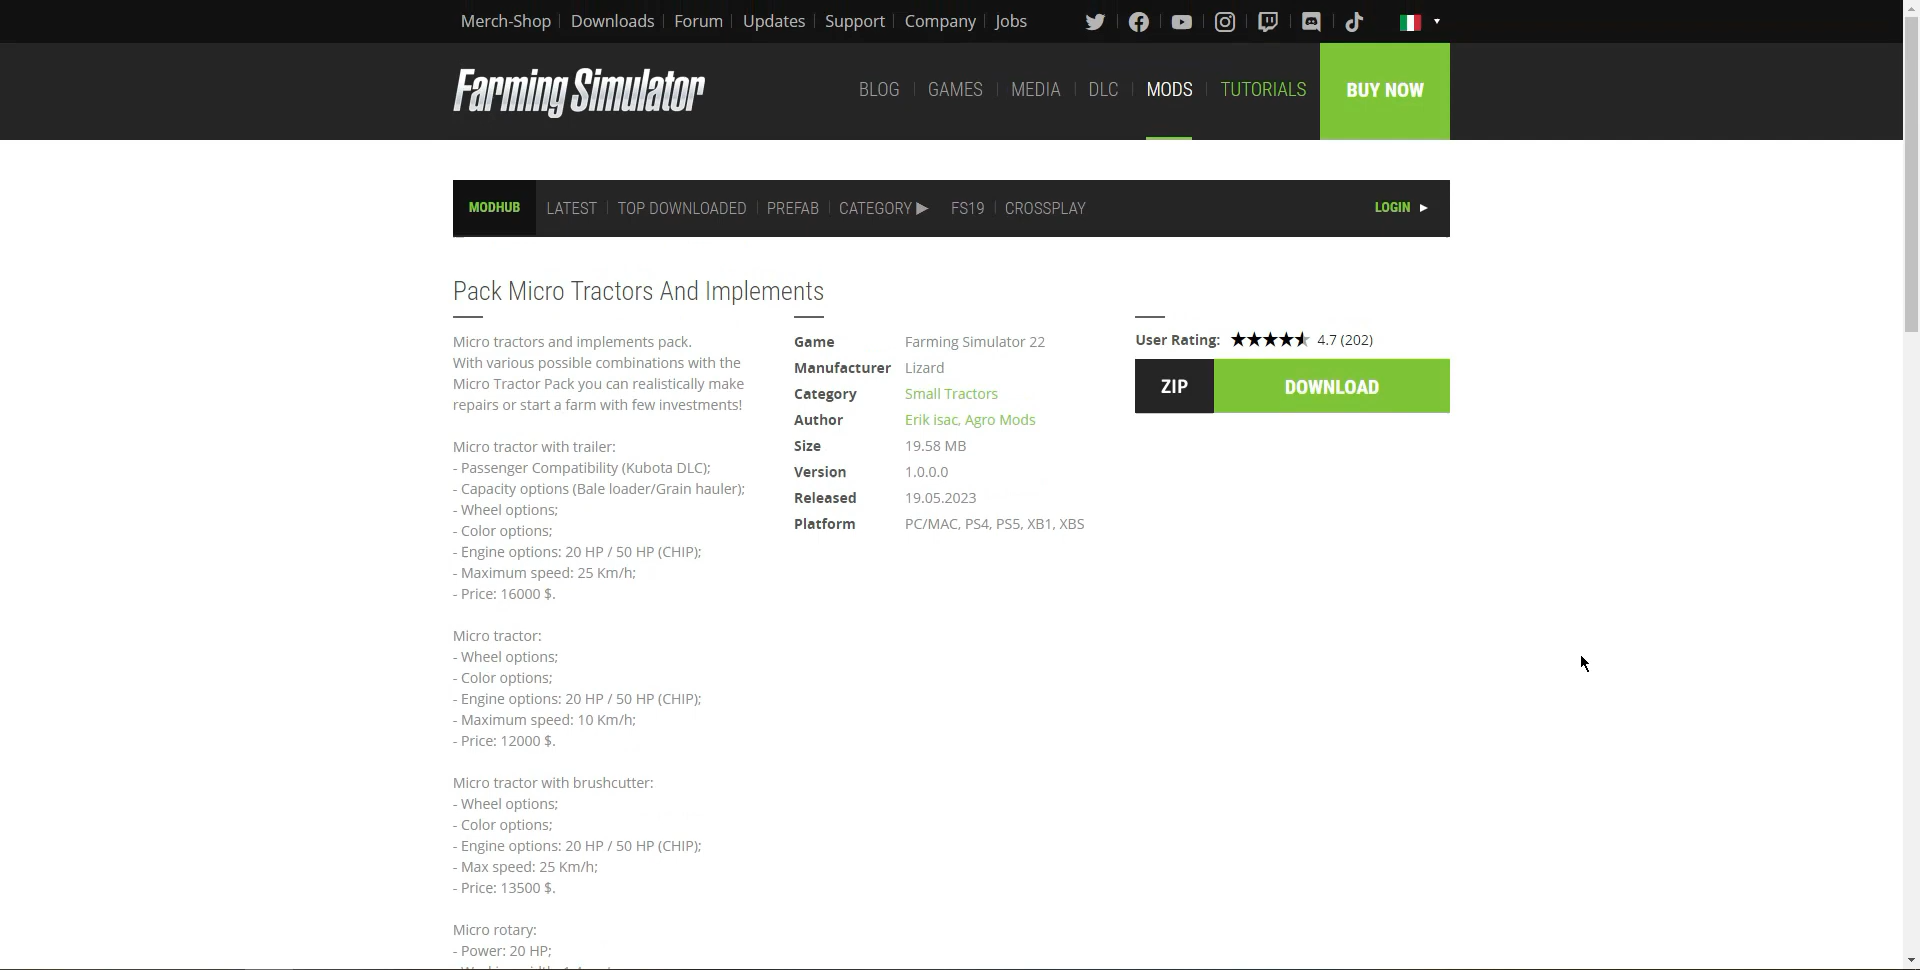 Merch-Shop Downloads Forum Updates Support Company Jobs
Farming Simulator
BLOG GAMES MEDIA DLC MODS TUTORIALS BUY NOW
MODHUB LATEST TOP DOWNLOADED PREFAB CATEGORY ▶ FS19 CROSSPLAY LOGIN ▶
Pack Micro Tractors And Implements
Micro tractors and implements pack.
With various possible combinations with the
Micro Tractor Pack you can realistically make
repairs or start a farm with few investments!
Micro tractor with trailer:
- Passenger Compatibility (Kubota DLC);
- Capacity options (Bale loader/Grain hauler);
- Wheel options;
- Color options;
- Engine options: 20 HP / 50 HP (CHIP);
- Maximum speed: 25 Km/h;
- Price: 16000 $.
Micro tractor:
- Wheel options;
- Color options;
- Engine options: 20 HP / 50 HP (CHIP);
- Maximum speed: 10 Km/h;
- Price: 12000 $.
Micro tractor with brushcutter:
- Wheel options;
- Color options;
- Engine options: 20 HP / 50 HP (CHIP);
- Max speed: 25 Km/h;
- Price: 13500 $.
Micro rotary:
- Power: 20 HP;
Game Farming Simulator 22
Manufacturer Lizard
Category Small Tractors
Author Erik isac, Agro Mods
Size 19.58 MB
Version 1.0.0.0
Released 19.05.2023
Platform PC/MAC, PS4, PS5, XB1, XBS
User Rating: 4.7 (202)
ZIP DOWNLOAD